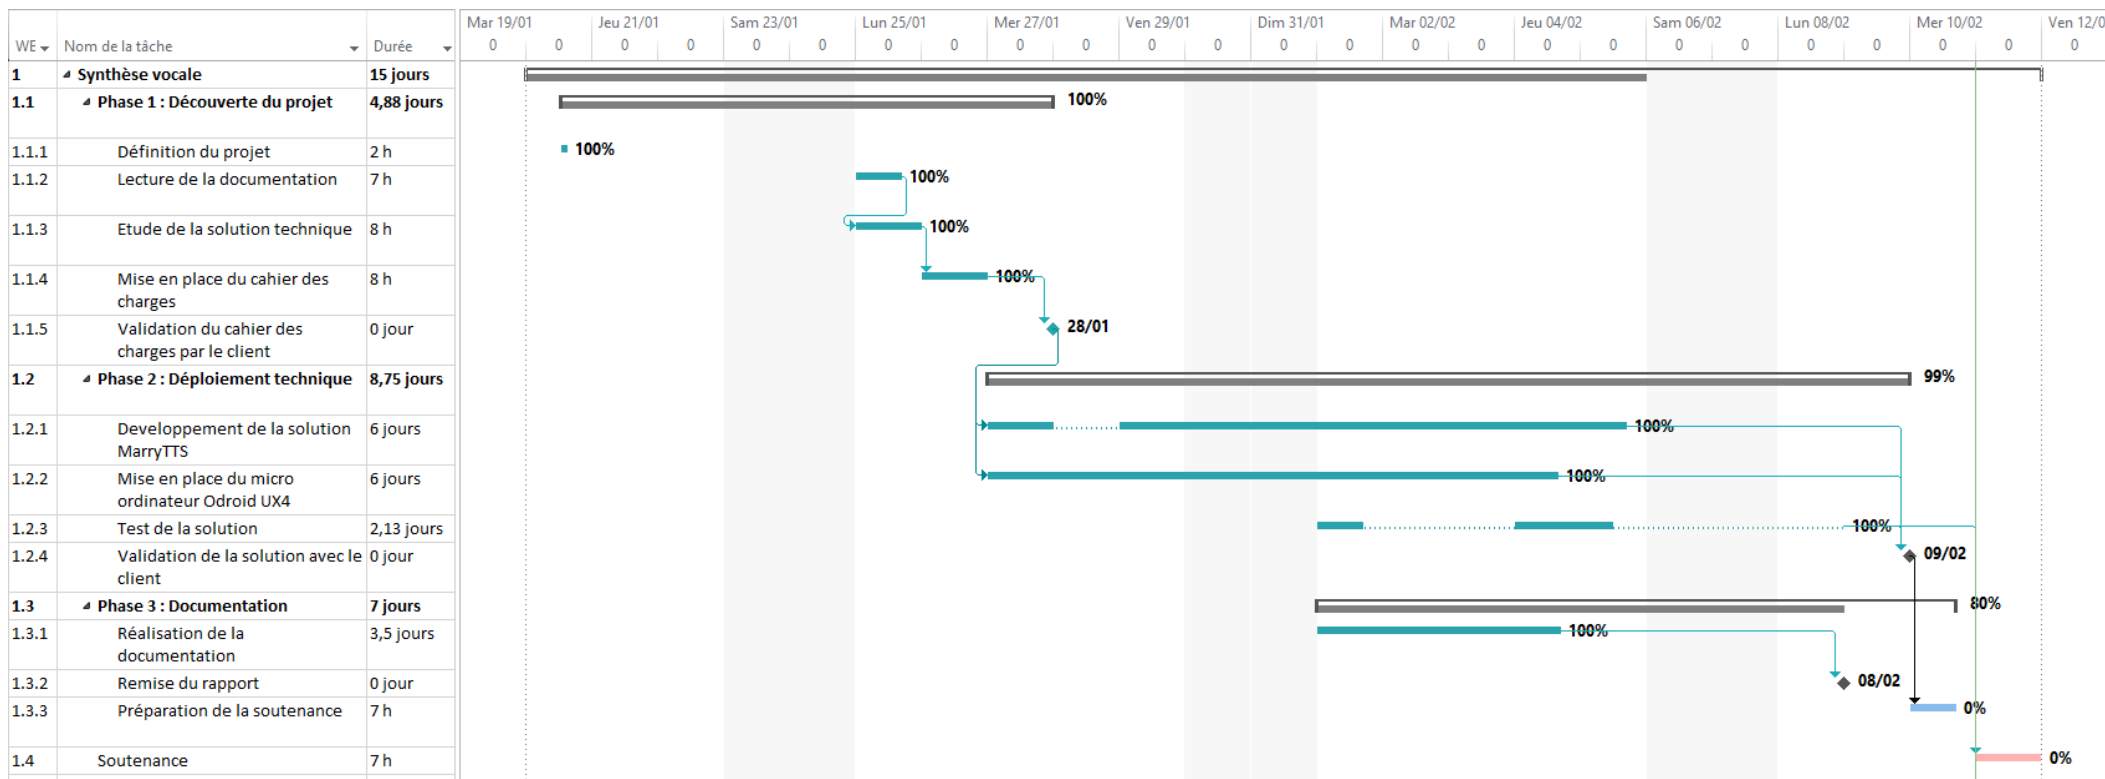 Mar 19/01 Jeu 21/01 Sam 23/01 Lun 25/01 Mer 27/01 Ven 29/01 Dim 31/01 Mar 02/02 Jeu 04/02 Sam 06/02 Lun 08/02 Mer 10/02 Ven 12/0
WE Nom de la tâche Durée 0 0 0 0 0 0 0 0 0 0 0 0 0 0 0 0 0 0 0 0 0 0 0 0 0
1 Synthèse vocale 15 jours
1.1 Phase 1 : Découverte du projet 4,88 jours 100%
1.1.1 Définition du projet 2 h 100%
1.1.2 Lecture de la documentation 7 h 100%
1.1.3 Etude de la solution technique 8 h 100%
1.1.4 Mise en place du cahier des 8 h 100%
charges
1.1.5 Validation du cahier des 0 jour 28/01
charges par le client
1.2 Phase 2 : Déploiement technique 8,75 jours 99%
1.2.1 Developpement de la solution 6 jours 100%
MarryTTS
1.2.2 Mise en place du micro 6 jours 100%
ordinateur Odroid UX4
1.2.3 Test de la solution 2,13 jours 100%
1.2.4 Validation de la solution avec le 0 jour 09/02
client
1.3 Phase 3 : Documentation 7 jours 80%
1.3.1 Réalisation de la 3,5 jours 100%
documentation
1.3.2 Remise du rapport 0 jour 08/02
1.3.3 Préparation de la soutenance 7 h 0%
1.4 Soutenance 7 h 0%